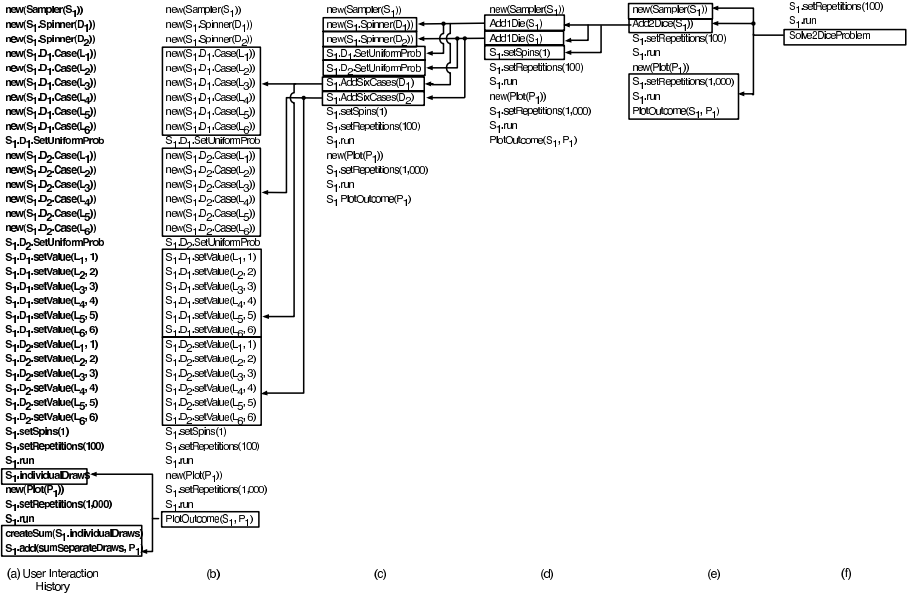 new(Sampler(S1))
new(S1.Spinner(D1))
new(S1.Spinner(D2))
new(S1.D1.Case(L1))
new(S1.D1.Case(L2))
new(S1.D1.Case(L3))
new(S1.D1.Case(L4))
new(S1.D1.Case(L5))
new(S1.D1.Case(L6))
S1.D1.SetUniformProb
new(S1.D2.Case(L1))
new(S1.D2.Case(L2))
new(S1.D2.Case(L3))
new(S1.D2.Case(L4))
new(S1.D2.Case(L5))
new(S1.D2.Case(L6))
S1.D2.SetUniformProb
S1.D1.setValue(L1, 1)
S1.D1.setValue(L2, 2)
S1.D1.setValue(L3, 3)
S1.D1.setValue(L4, 4)
S1.D1.setValue(L5, 5)
S1.D1.setValue(L6, 6)
S1.D2.setValue(L1, 1)
S1.D2.setValue(L2, 2)
S1.D2.setValue(L3, 3)
S1.D2.setValue(L4, 4)
S1.D2.setValue(L5, 5)
S1.D2.setValue(L6, 6)
S1.setSpins(1)
S1.setRepetitions(100)
S1.run
S1.individualDraws
new(Plot(P1))
S1.setRepetitions(1,000)
S1.run
createSum(S1.individualDraws)
S1.add(sumSeparateDraws, P1
(a) User Interaction
History
new(Sampler(S1))
new(S1.Spinner(D1))
new(S1.Spinner(D2))
new(S1.D1.Case(L1))
new(S1.D1.Case(L2))
new(S1.D1.Case(L3))
new(S1.D1.Case(L4))
new(S1.D1.Case(L5))
new(S1.D1.Case(L6))
S1.D1.SetUniformProb
new(S1.D2.Case(L1))
new(S1.D2.Case(L2))
new(S1.D2.Case(L3))
new(S1.D2.Case(L4))
new(S1.D2.Case(L5))
new(S1.D2.Case(L6))
S1.D2.SetUniformProb
S1.D1.setValue(L1, 1)
S1.D1.setValue(L2, 2)
S1.D1.setValue(L3, 3)
S1.D1.setValue(L4, 4)
S1.D1.setValue(L5, 5)
S1.D1.setValue(L6, 6)
S1.D2.setValue(L1, 1)
S1.D2.setValue(L2, 2)
S1.D2.setValue(L3, 3)
S1.D2.setValue(L4, 4)
S1.D2.setValue(L5, 5)
S1.D2.setValue(L6, 6)
S1.setSpins(1)
S1.setRepetitions(100)
S1.run
new(Plot(P1))
S1.setRepetitions(1,000)
S1.run
PlotOutcome(S1, P1)
(b)
new(Sampler(S1))
new(S1.Spinner(D1))
new(S1.Spinner(D2))
S1.D1.SetUniformProb
S1.D2.SetUniformProb
S1.AddSixCases(D1)
S1.AddSixCases(D2)
S1.setSpins(1)
S1.setRepetitions(100)
S1.run
new(Plot(P1))
S1.setRepetitions(1,000)
S1.run
S1 PlotOutcome(P1)
(c)
new(Sampler(S1))
Add1Die(S1)
Add1Die(S1)
S1.setSpins(1)
S1.setRepetitions(100)
S1.run
new(Plot(P1)
S1.setRepetitions(1,000)
S1.run
PlotOutcome(S1, P1)
(d)
new(Sampler(S1))
Add2Dice(S1)
S1.setRepetitions(100)
S1.run
new(Plot(P1)
S1.setRepetitions(1,000)
S1.run
PlotOutcome(S1, P1)
(e)
S1.setRepetitions(100)
S1.run
Solve2DiceProblem
(f)